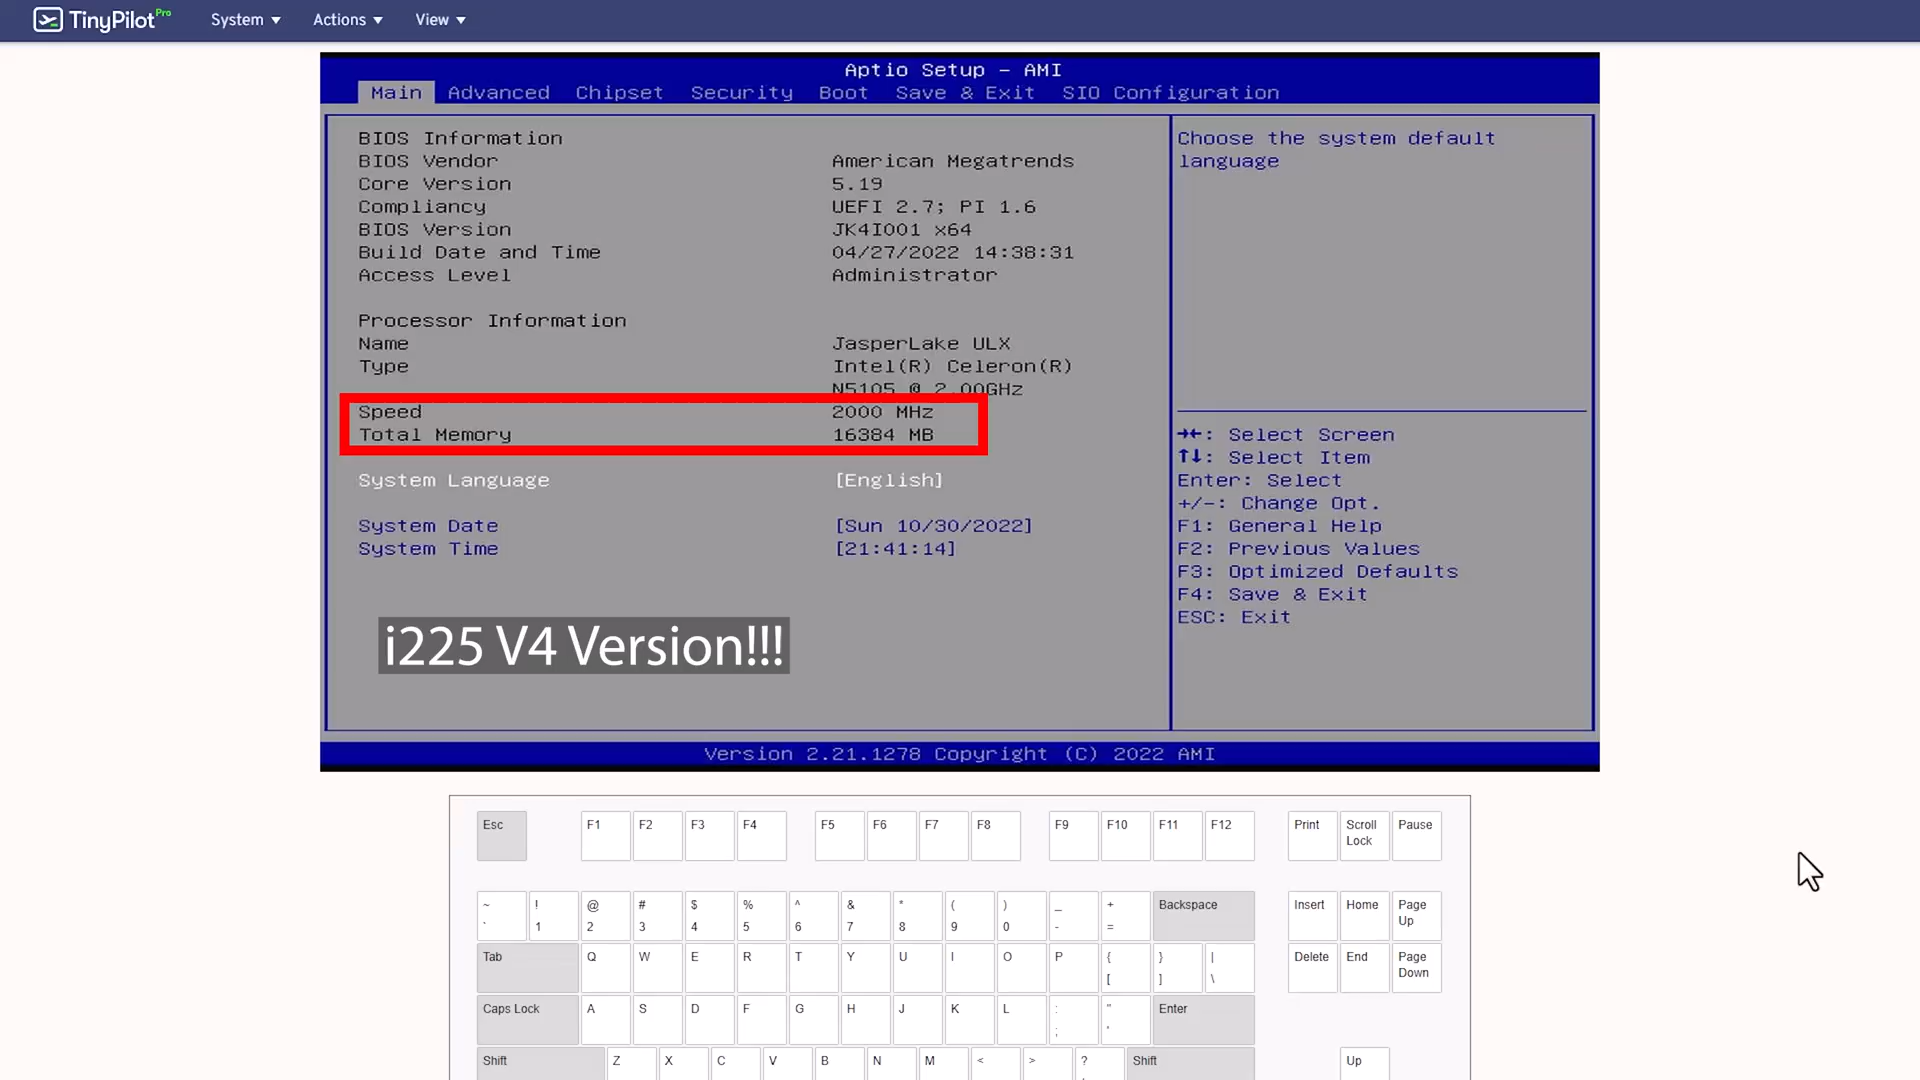 TinyPilot Pro
System ▼ Actions ▼ View ▼
Aptio Setup – AMI
Main Advanced Chipset Security Boot Save & Exit SIO Configuration
BIOS Information
BIOS Vendor American Megatrends
Core Version 5.19
Compliancy UEFI 2.7; PI 1.6
BIOS Version JK4I001 x64
Build Date and Time 04/27/2022 14:38:31
Access Level Administrator
Processor Information
Name JasperLake ULX
Type Intel(R) Celeron(R)
N5105 @ 2.00GHz
Speed 2000 MHz
Total Memory 16384 MB
System Language [English]
System Date [Sun 10/30/2022]
System Time [21:41:14]
i225 V4 Version!!!
Choose the system default
language
→←: Select Screen
↑↓: Select Item
Enter: Select
+/-: Change Opt.
F1: General Help
F2: Previous Values
F3: Optimized Defaults
F4: Save & Exit
ESC: Exit
Version 2.21.1278 Copyright (C) 2022 AMI
Esc F1 F2 F3 F4 F5 F6 F7 F8 F9 F10 F11 F12 Print Scroll Pause
Lock
~ ! @ # $ % ^ & * ( ) _ + Backspace Insert Home Page
Up
` 1 2 3 4 5 6 7 8 9 0 - =
Tab Q W E R T Y U I O P { } | Delete End Page
Down
[ ] \
Caps Lock A S D F G H J K L : " Enter
; '
Shift Z X C V B N M < > ? Shift Up